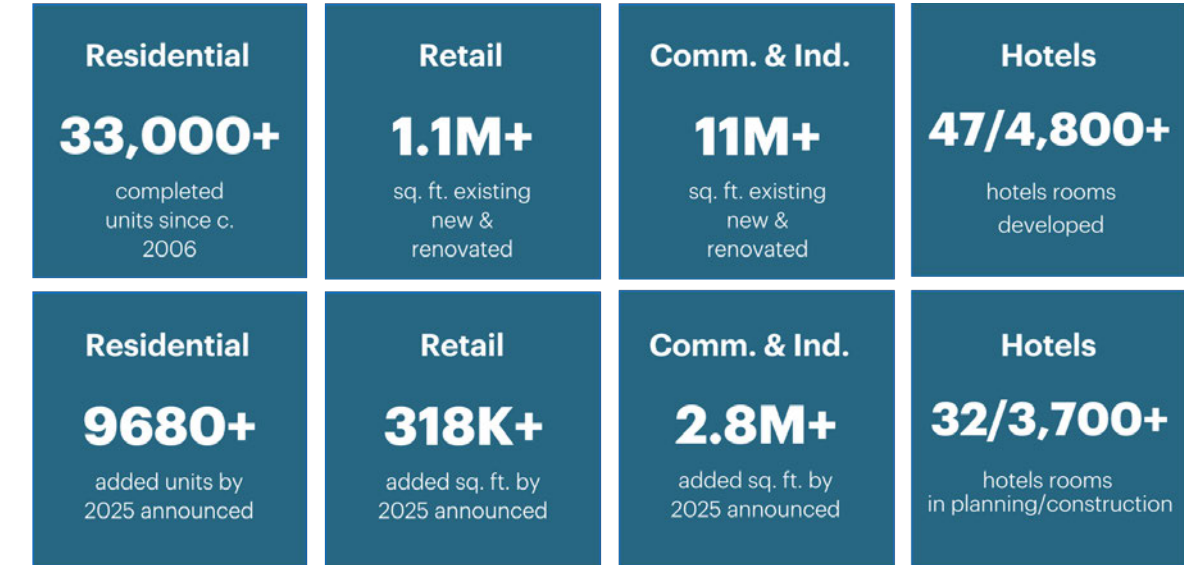 Residential
33,000+
completed
units since c.
2006
Retail
1.1M+
sq. ft. existing
new &
renovated
Comm. & Ind.
11M+
sq. ft. existing
new &
renovated
Hotels
47/4,800+
hotels rooms
developed
Residential
9680+
added units by
2025 announced
Retail
318K+
added sq. ft. by
2025 announced
Comm. & Ind.
2.8M+
added sq. ft. by
2025 announced
Hotels
32/3,700+
hotels rooms
in planning/construction